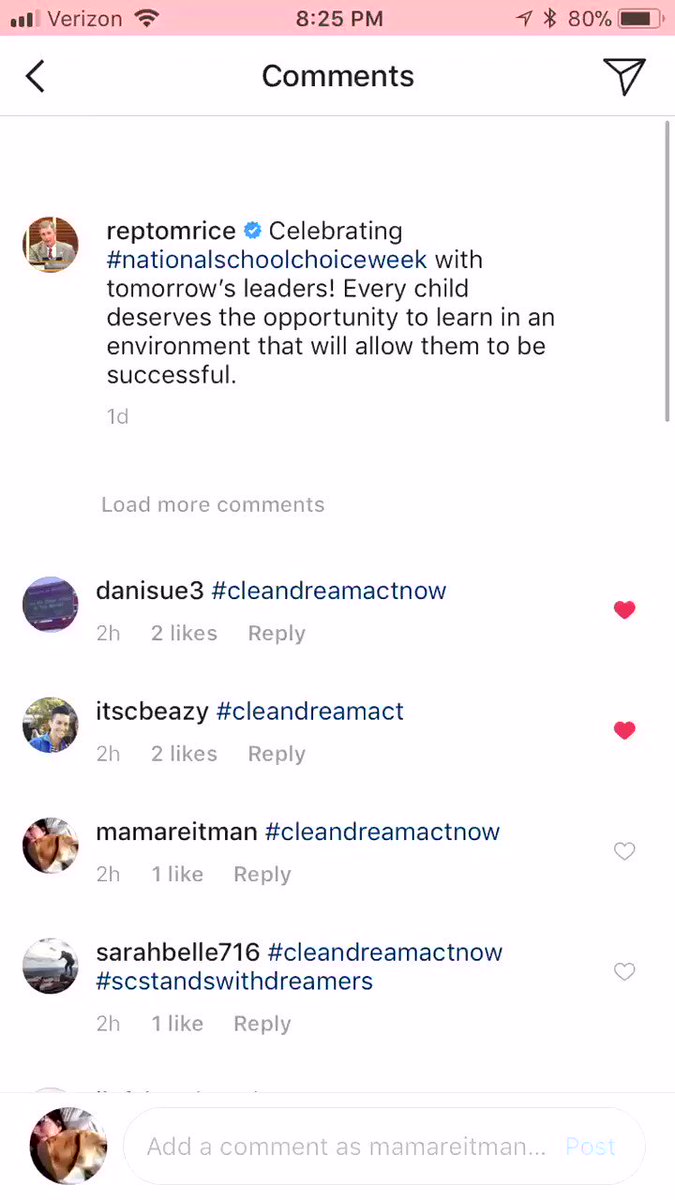 Verizon 8:25 PM 80%
Comments
reptomrice Celebrating
#nationalschoolchoiceweek with
tomorrow's leaders! Every child
deserves the opportunity to learn in an
environment that will allow them to be
successful.
1d
Load more comments
danisue3 #cleandreamactnow
2h 2 likes Reply
itscbeazy #cleandreamact
2h 2 likes Reply
mamareitman #cleandreamactnow
2h 1 like Reply
sarahbelle716 #cleandreamactnow
#scstandswithdreamers
2h 1 like Reply
Add a comment as mamareitman... Post